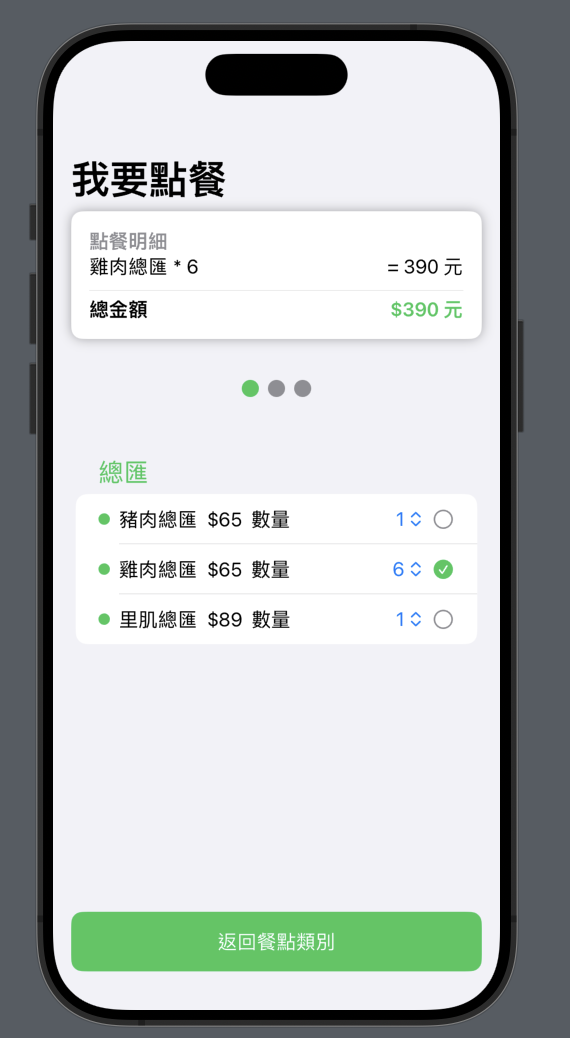 我要點餐
點餐明細
雞肉總匯 * 6 = 390 元
總金額 $390 元
總匯
豬肉總匯 $65 數量 1
雞肉總匯 $65 數量 6
里肌總匯 $89 數量 1
返回餐點類別